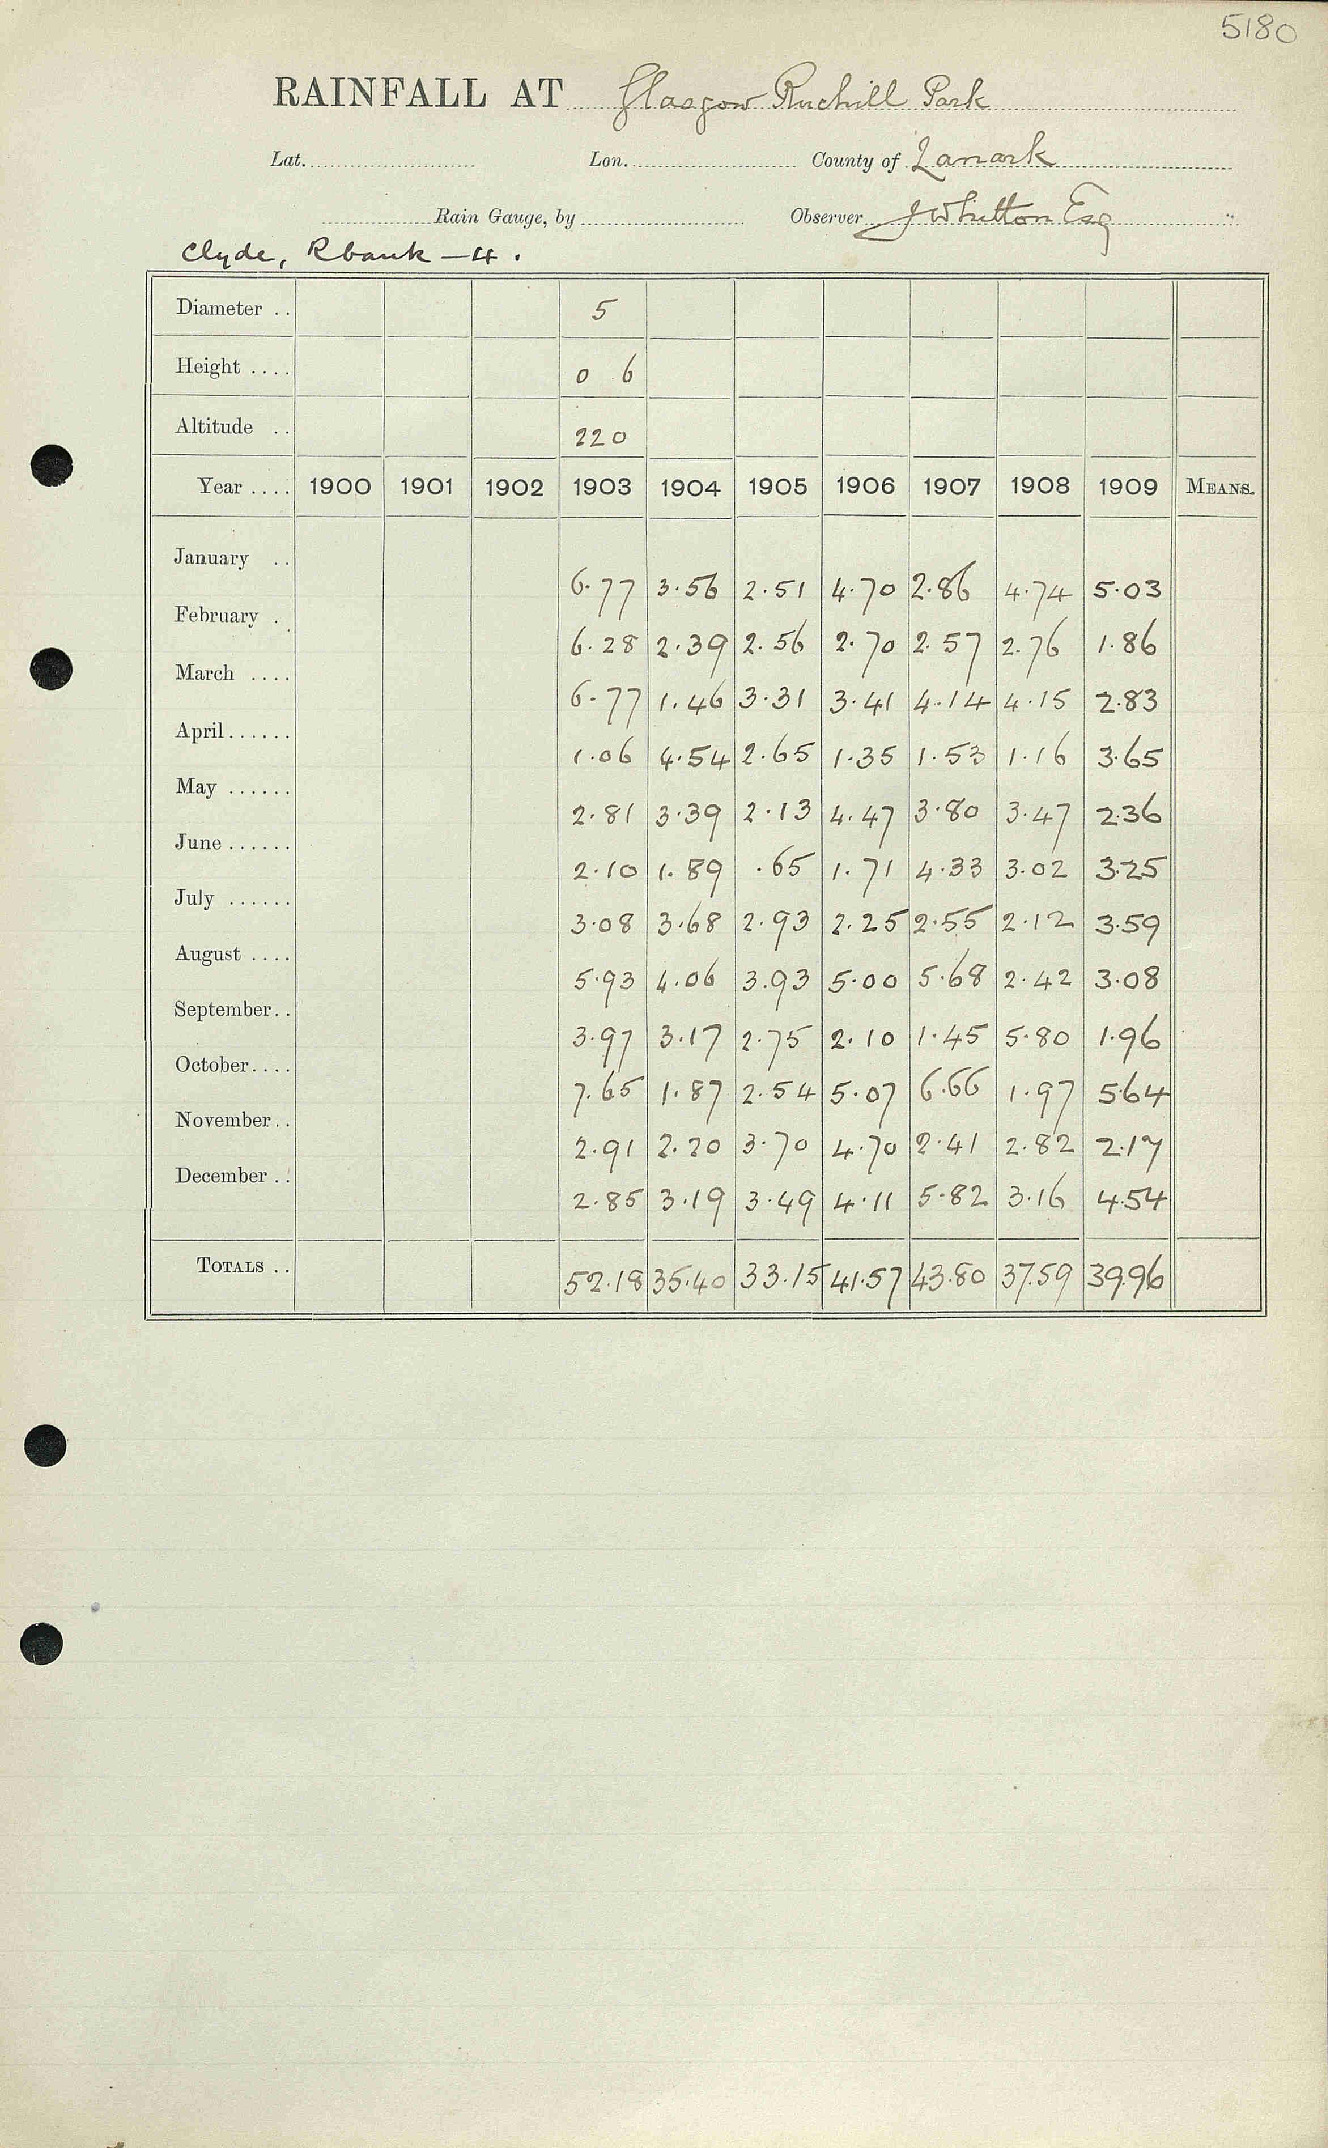 5180
RAINFALL AT Glasgow Ruchill Park
Lat. Lon. County of Lanark
Rain Gauge, by Observer J Whitton Esq
Clyde, R bank - 4.
Diameter .. 5
Height .... 0 6
Altitude .. 220
Year .... 1900 1901 1902 1903 1904 1905 1906 1907 1908 1909 MEANS.
January .. 6.77 3.56 2.51 4.70 2.86 4.74 5.03
February . 6.28 2.39 2.56 2.70 2.57 2.76 1.86
March .... 6.77 1.46 3.31 3.41 4.14 4.15 2.83
April...... 1.06 4.54 2.65 1.35 1.53 1.16 3.65
May ...... 2.81 3.39 2.13 4.47 3.80 3.47 2.36
June ...... 2.10 1.89 .65 1.71 4.33 3.02 3.25
July ...... 3.08 3.68 2.93 2.25 2.55 2.12 3.59
August .... 5.93 4.06 3.93 5.00 5.68 2.42 3.08
September.. 3.97 3.17 2.75 2.10 1.45 5.80 1.96
October.... 7.65 1.87 2.54 5.07 6.66 1.97 5.64
November.. 2.91 2.20 3.70 4.70 2.41 2.82 2.17
December .. 2.85 3.19 3.49 4.11 5.82 3.16 4.54
TOTALS .. 52.18 35.40 33.15 41.57 43.80 37.59 39.96